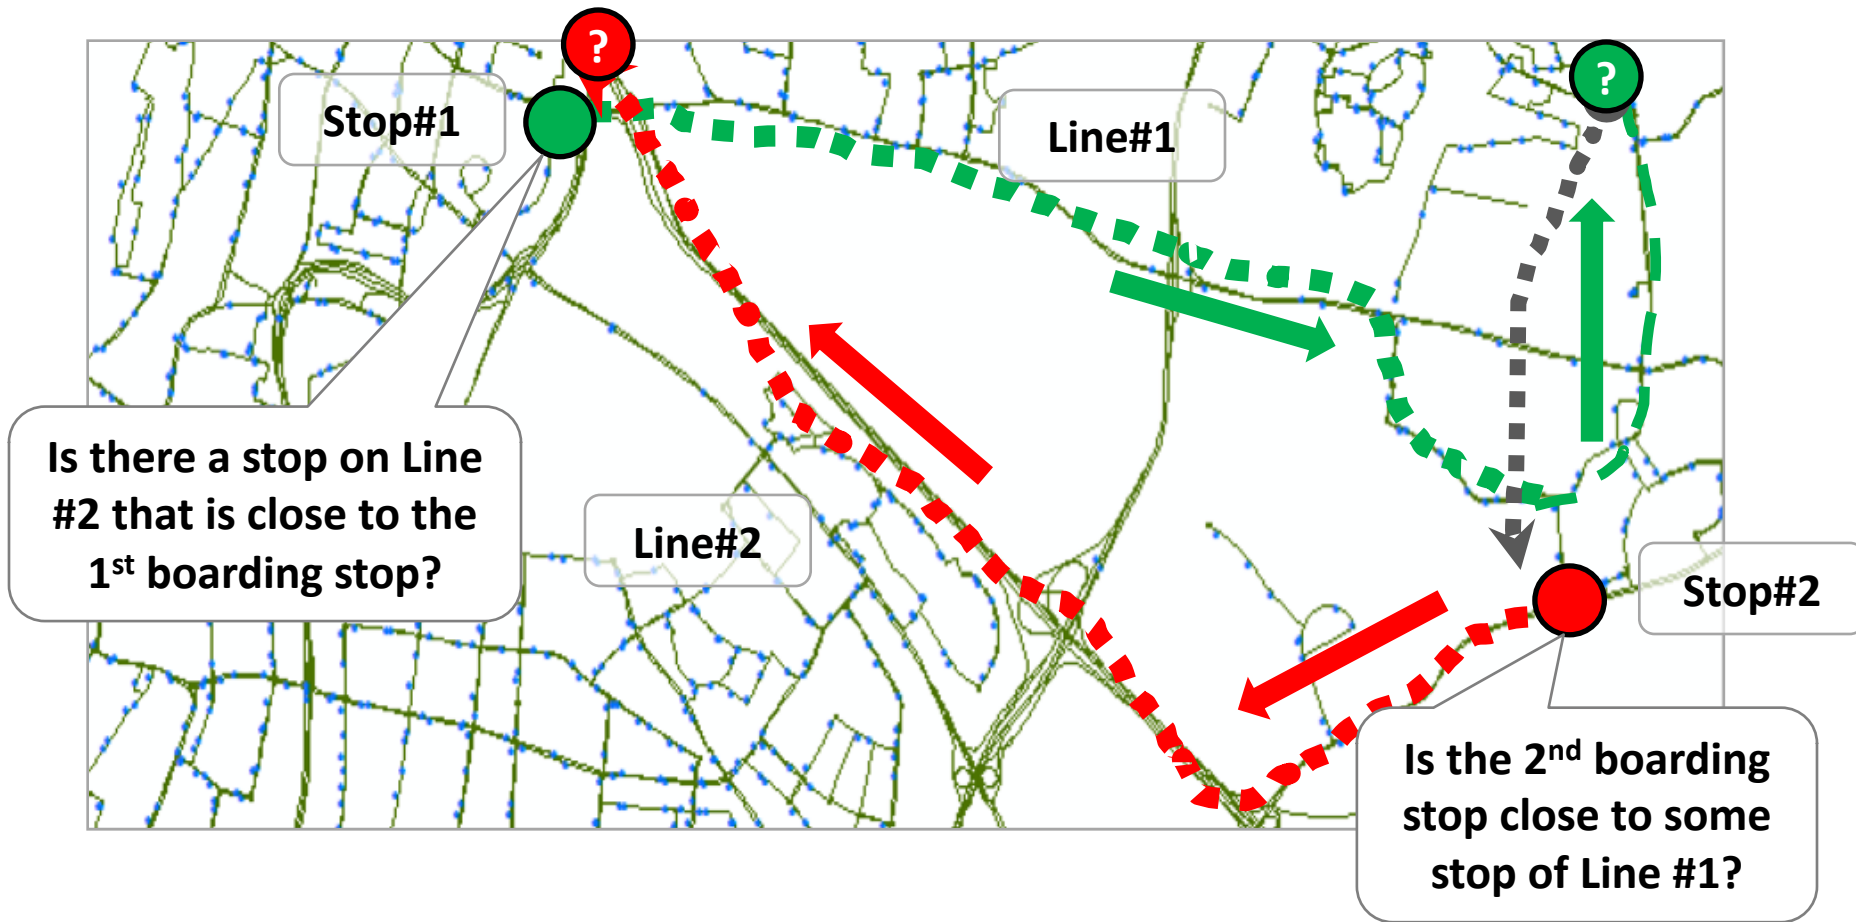 ?
?
Stop#1
Line#1
Is there a stop on Line
#2 that is close to the
1st boarding stop?
Line#2
Stop#2
Is the 2nd boarding
stop close to some
stop of Line #1?